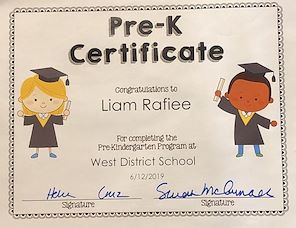 Pre-K
Certificate
Congratulations to
Liam Rafiee
For completing the
Pre-Kindergarten Program at
West District School
6/12/2019
Signature
Signature